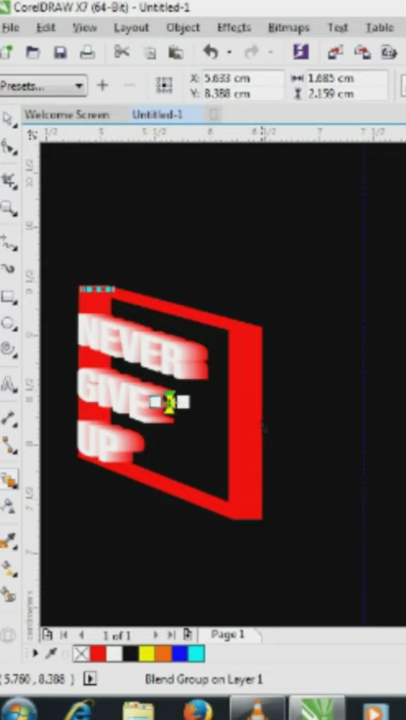 CorelDRAW X7 (64-Bit) - Untitled-1
File Edit View Layout Object Effects Bitmaps Text Table
Presets...
X: 5.633 cm
Y: 8.388 cm
1.685 cm
2.159 cm
Welcome Screen Untitled-1
NEVER
GIVE
UP
1 of 1 Page 1
5.760, 8.388 ) Blend Group on Layer 1